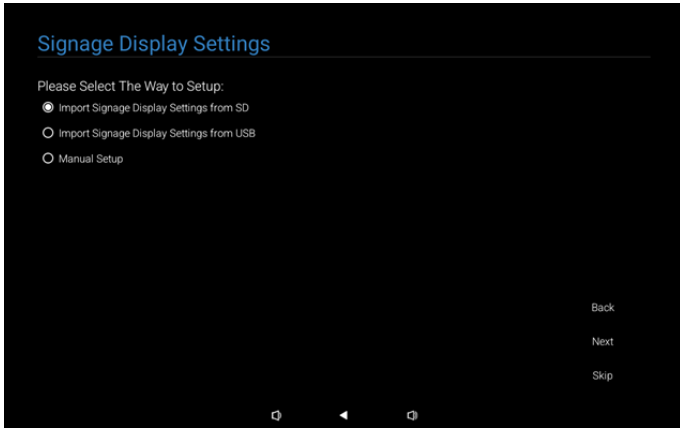 Signage Display Settings
Please Select The Way to Setup:
Import Signage Display Settings from SD
Import Signage Display Settings from USB
Manual Setup
Back
Next
Skip